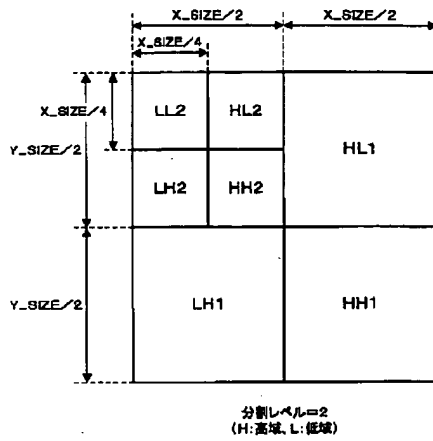 X_SIZE/2 X_SIZE/2
X_SIZE/4
X_SIZE/4
Y_SIZE/2
LL2 HL2
HL1
LH2 HH2
Y_SIZE/2
LH1 HH1
分割レベル=2
(H:高域、L:低域)